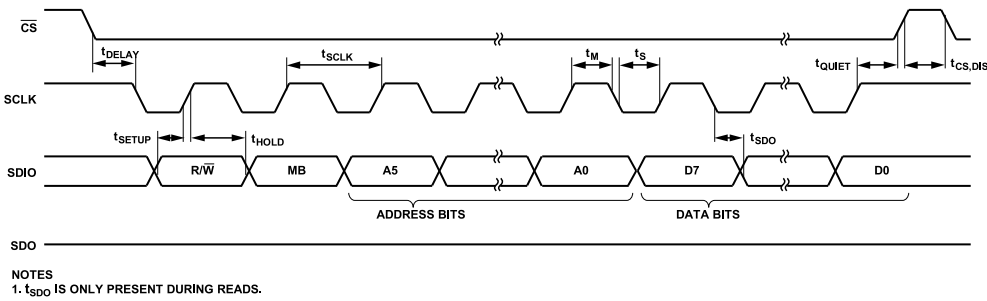 CS
tDELAY
tSCLK
tM
tS
tQUIET
tCS,DIS
SCLK
tSETUP
tHOLD
tSDO
SDIO
R/W
MB
A5
A0
D7
D0
ADDRESS BITS
DATA BITS
SDO
NOTES
1. tSDO IS ONLY PRESENT DURING READS.